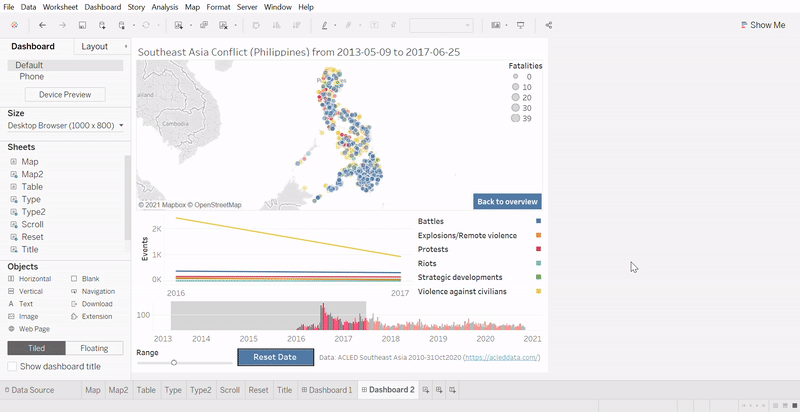 File Data Worksheet Dashboard Story Analysis Map Format Server Window Help
Show Me
Dashboard Layout
Default
Phone
Device Preview
Size
Desktop Browser (1000 x 800)
Sheets
Map
Map2
Table
Type
Type2
Scroll
Reset
Title
Objects
Horizontal Blank
Vertical Navigation
Text Download
Image Extension
Web Page
Tiled Floating
Show dashboard title
Southeast Asia Conflict (Philippines) from 2013-05-09 to 2017-06-25
Cambodia
© 2021 Mapbox © OpenStreetMap
Fatalities
0
10
20
30
39
Back to overview
Events
2K
1K
0K
2016 2017
Battles
Explosions/Remote violence
Protests
Riots
Strategic developments
Violence against civilians
100
2013 2014 2015 2016 2017 2018 2019 2020 2021
Range
Reset Date
Data: ACLED Southeast Asia 2010-31Oct2020 (https://acleddata.com/)
Data Source Map Map2 Table Type Type2 Scroll Reset Title Dashboard 1 Dashboard 2